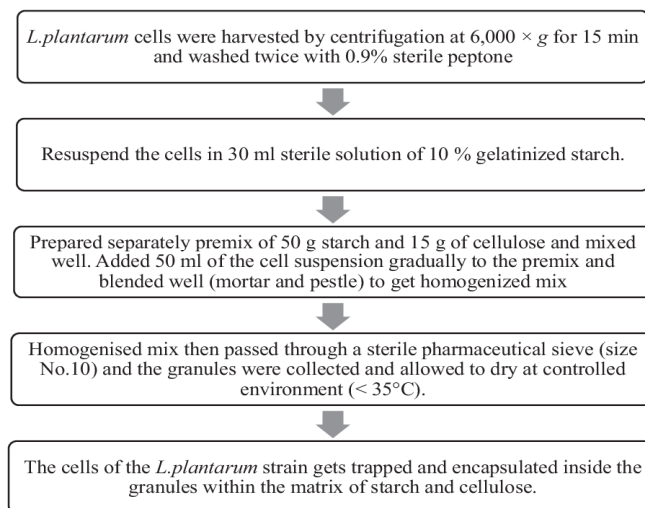 L.plantarum cells were harvested by centrifugation at 6,000 × g for 15 min
and washed twice with 0.9% sterile peptone
Resuspend the cells in 30 ml sterile solution of 10 % gelatinized starch.
Prepared separately premix of 50 g starch and 15 g of cellulose and mixed
well. Added 50 ml of the cell suspension gradually to the premix and
blended well (mortar and pestle) to get homogenized mix
Homogenised mix then passed through a sterile pharmaceutical sieve (size
No.10) and the granules were collected and allowed to dry at controlled
environment (< 35°C).
The cells of the L.plantarum strain gets trapped and encapsulated inside the
granules within the matrix of starch and cellulose.